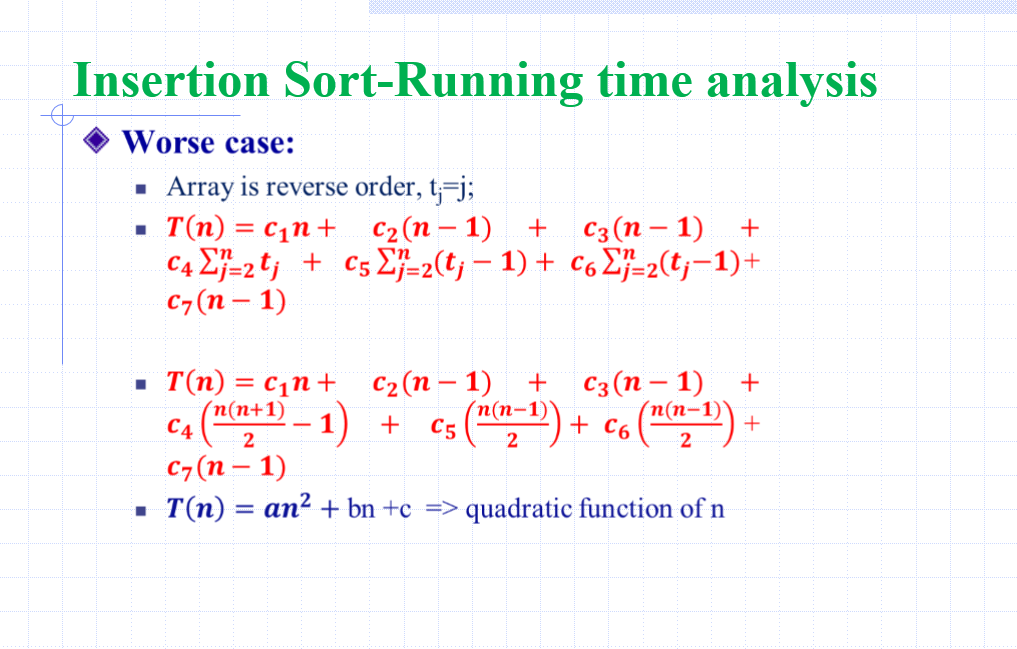 Insertion Sort-Running time analysis
Worse case:
Array is reverse order, tⱼ=j;
T(n) = c₁n + c₂(n − 1) + c₃(n − 1) +
c₄ ∑ⁿⱼ₌₂ tⱼ + c₅ ∑ⁿⱼ₌₂(tⱼ − 1) + c₆ ∑ⁿⱼ₌₂(tⱼ−1)+
c₇(n − 1)
T(n) = c₁n + c₂(n − 1) + c₃(n − 1) +
c₄ (n(n+1)/2 − 1) + c₅ (n(n−1)/2) + c₆ (n(n−1)/2) +
c₇(n − 1)
T(n) = an² + bn +c => quadratic function of n